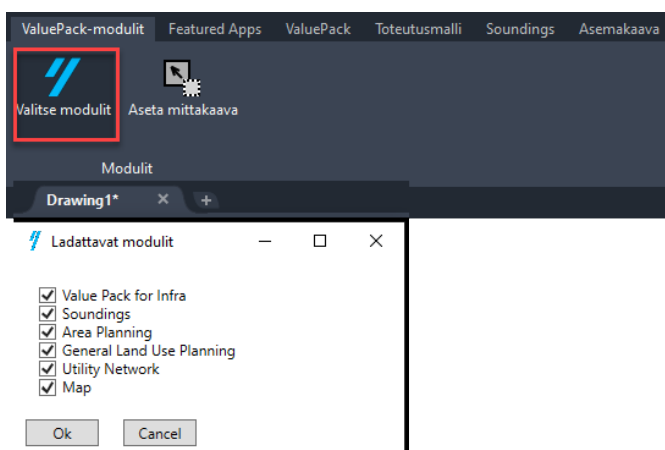 ValuePack-modulit Featured Apps ValuePack Toteutusmalli Soundings Asemakaava
Valitse modulit Aseta mittakaava
Modulit
Drawing1*
Ladattavat modulit
Value Pack for Infra
Soundings
Area Planning
General Land Use Planning
Utility Network
Map
Ok Cancel